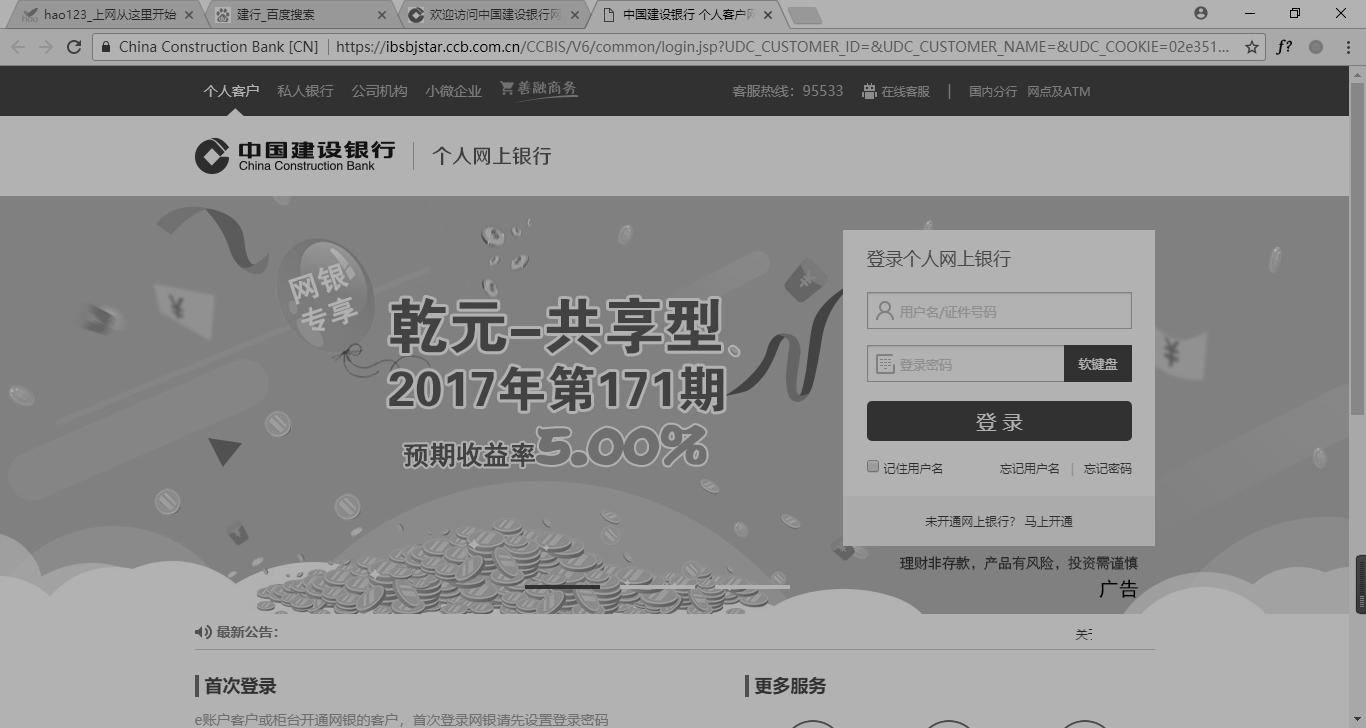 hao123_上网从这里开始
建行_百度搜索
欢迎访问中国建设银行网
中国建设银行 个人客户网
China Construction Bank [CN] | https://ibsbjstar.ccb.com.cn/CCBIS/V6/common/login.jsp?UDC_CUSTOMER_ID=&UDC_CUSTOMER_NAME=&UDC_COOKIE=02e351...
f?
个人客户 私人银行 公司机构 小微企业 善融商务 客服热线：95533 在线客服 | 国内分行 网点及ATM
中国建设银行
China Construction Bank
个人网上银行
网银
专享
乾元-共享型
2017年第171期
预期收益率5.00%
登录个人网上银行
用户名/证件号码
登录密码 软键盘
登 录
记住用户名 忘记用户名 | 忘记密码
未开通网上银行? 马上开通
理财非存款，产品有风险，投资需谨慎
广告
最新公告：
首次登录
更多服务
e账户客户或柜台开通网银的客户，首次登录网银请先设置登录密码